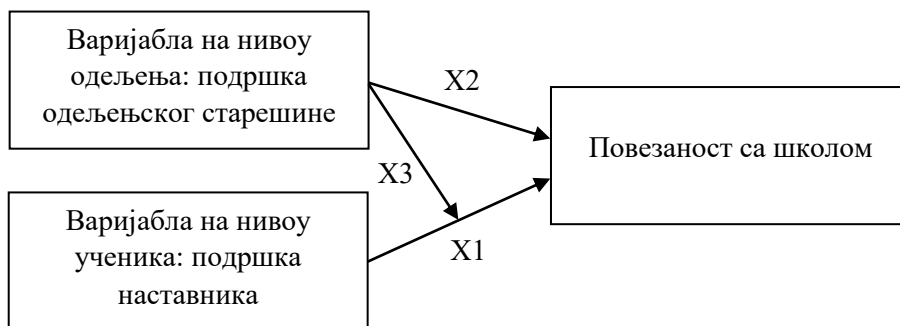 Варијабла на нивоу
одељења: подршка
одељењског старешине
X2
Повезаност са школом
X3
Варијабла на нивоу
ученика: подршка
наставника
X1